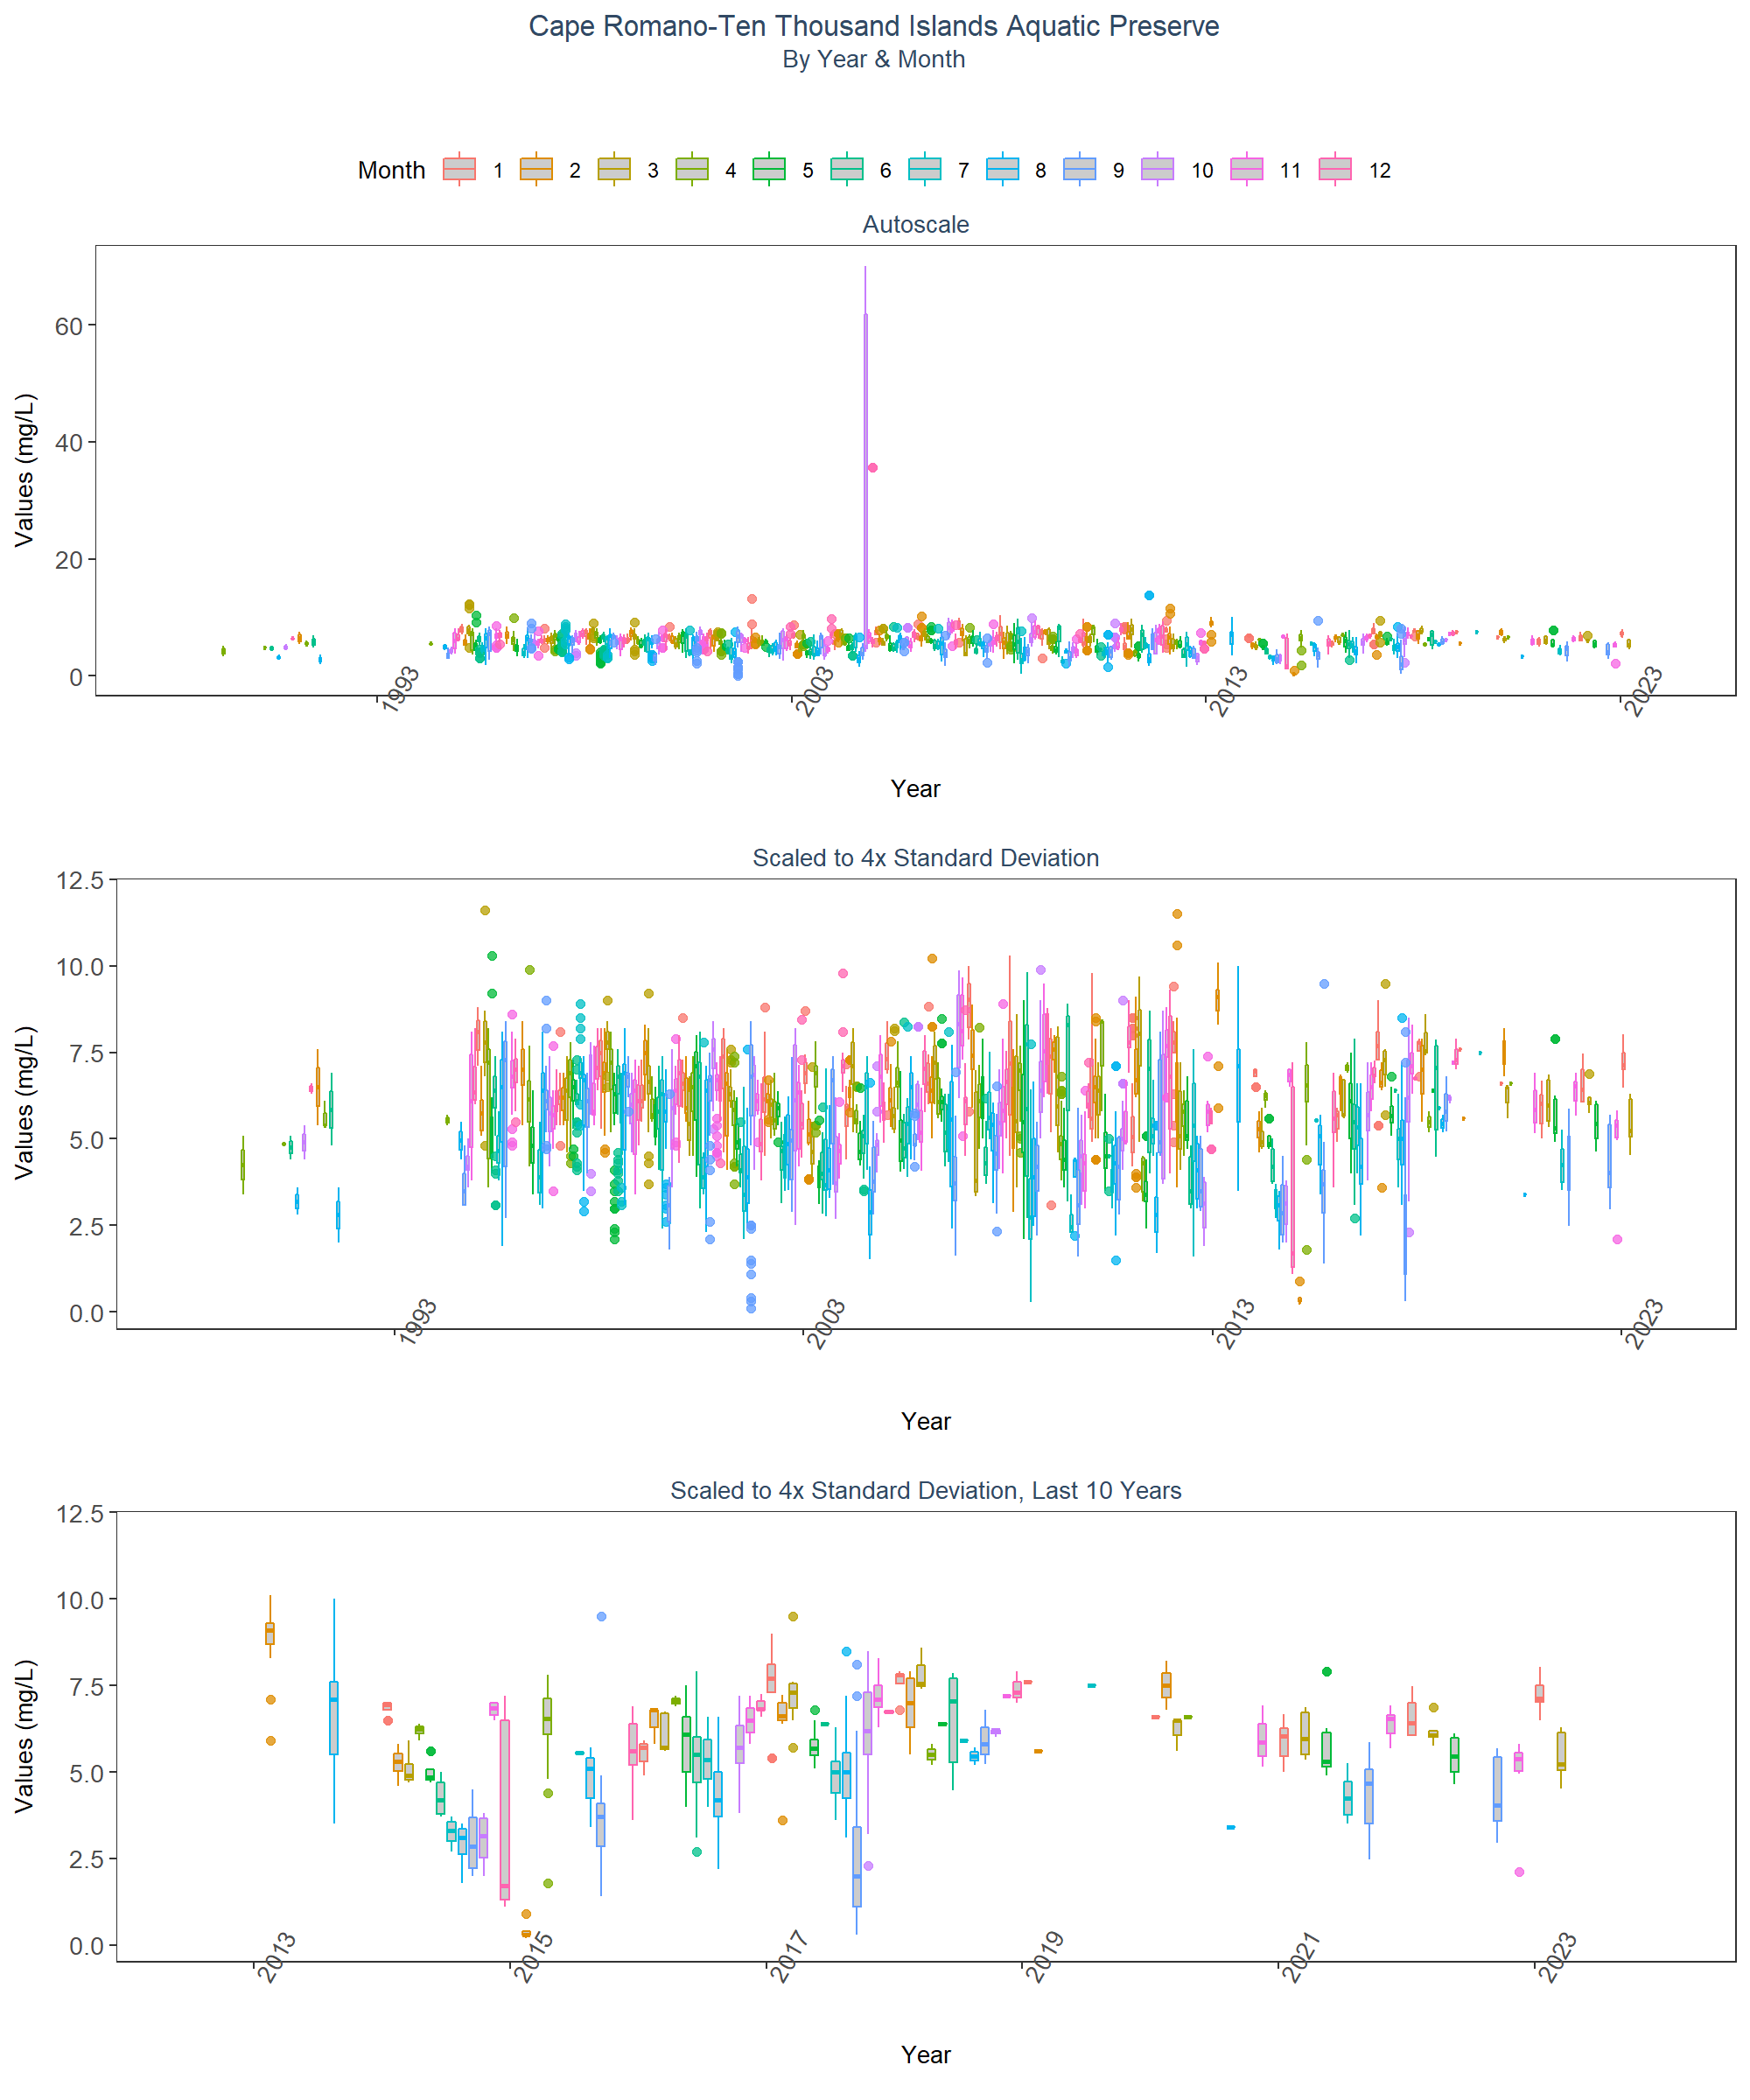 Cape Romano-Ten Thousand Islands Aquatic Preserve
By Year & Month
Month 1 2 3 4 5 6 7 8 9 10 11 12
Autoscale
Values (mg/L)
60
40
20
0
1993 2003 2013 2023
Year
Scaled to 4x Standard Deviation
Values (mg/L)
12.5
10.0
7.5
5.0
2.5
0.0
1993 2003 2013 2023
Year
Scaled to 4x Standard Deviation, Last 10 Years
Values (mg/L)
12.5
10.0
7.5
5.0
2.5
0.0
2013 2015 2017 2019 2021 2023
Year